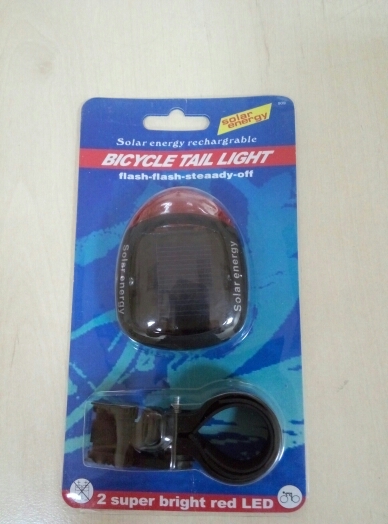 solar
energy
Solar energy rechargrable
BICYCLE TAIL LIGHT
flash-flash-steaady-off
Solar energy
Solar energy
2 super bright red LED